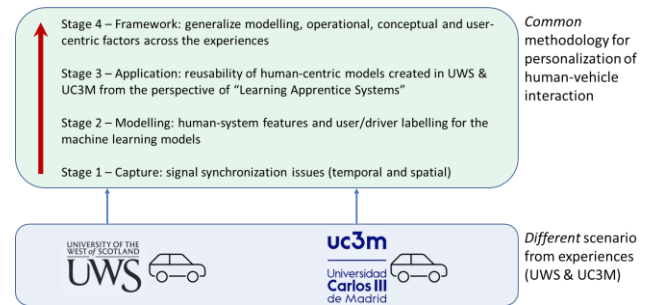 Stage 4 – Framework: generalize modelling, operational, conceptual and user-
centric factors across the experiences
Stage 3 – Application: reusability of human-centric models created in UWS &
UC3M from the perspective of “Learning Apprentice Systems”
Stage 2 – Modelling: human-system features and user/driver labelling for the
machine learning models
Stage 1 – Capture: signal synchronization issues (temporal and spatial)
Common
methodology for
personalization of
human-vehicle
interaction
UNIVERSITY OF THE
WEST of SCOTLAND
UWS
uc3m
Universidad
Carlos III
de Madrid
Different scenario
from experiences
(UWS & UC3M)